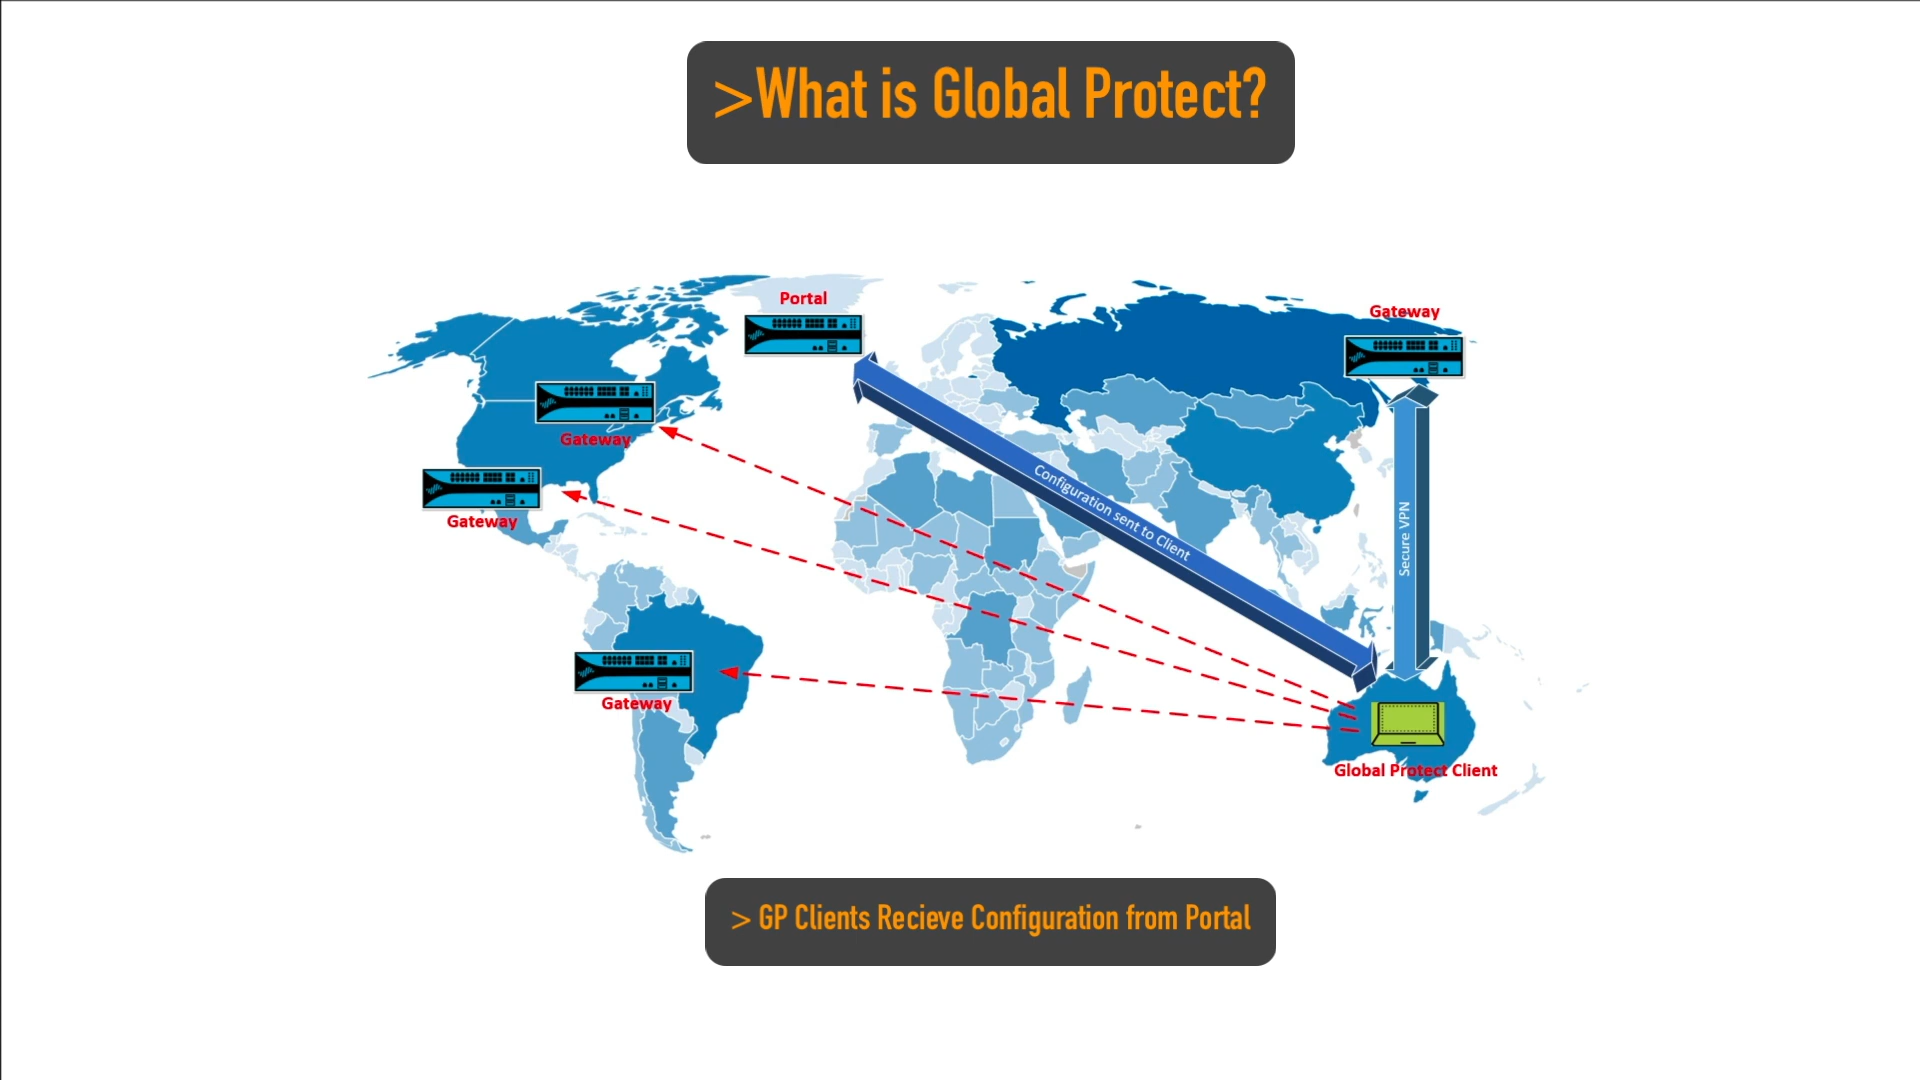 >What is Global Protect?
Portal
Gateway
Gateway
Gateway
Configuration sent to Client
Secure VPN
Gateway
Global Protect Client
> GP Clients Recieve Configuration from Portal